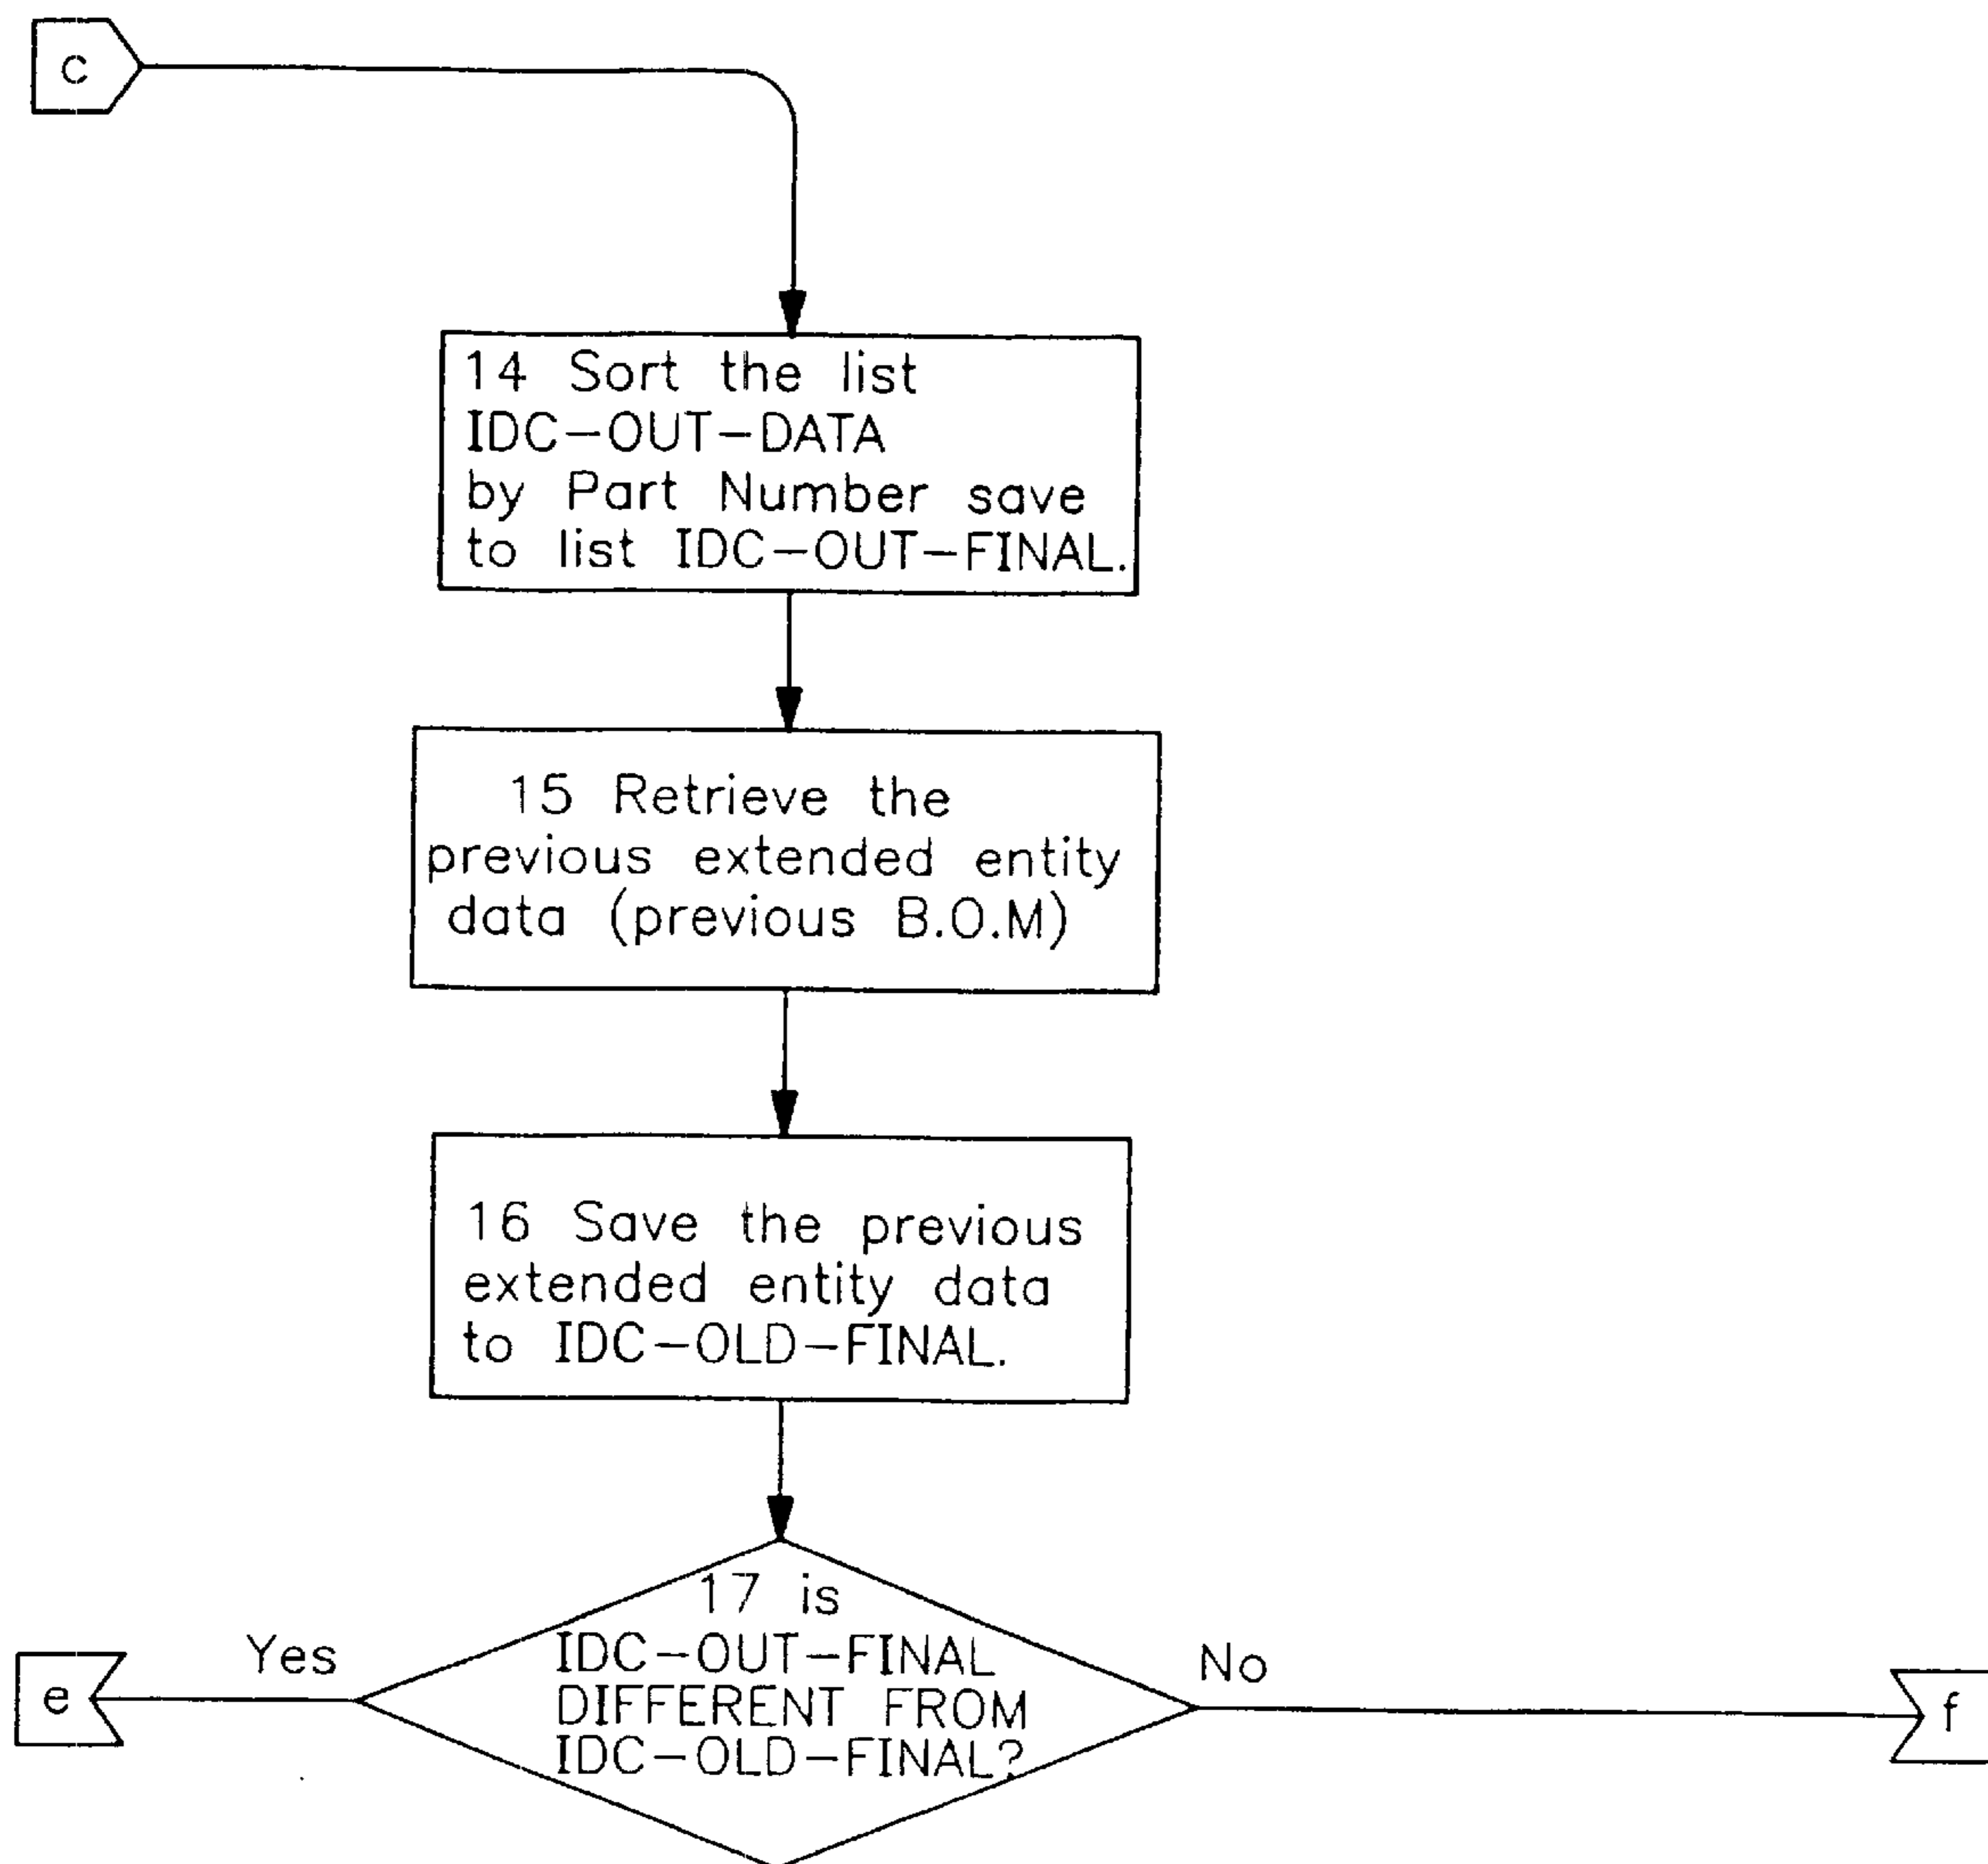 c
14 Sort the list
IDC-OUT-DATA
by Part Number save
to list IDC-OUT-FINAL.
15 Retrieve the
previous extended entity
data (previous B.O.M)
16 Save the previous
extended entity data
to IDC-OLD-FINAL.
17 is
IDC-OUT-FINAL
DIFFERENT FROM
IDC-OLD-FINAL?
Yes
No
e
f